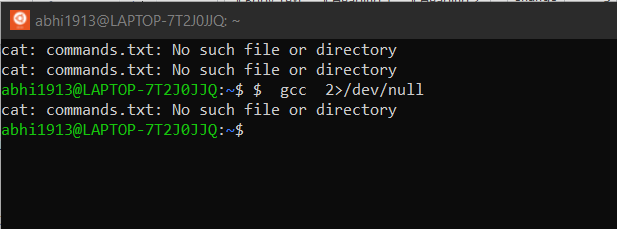 abhi1913@LAPTOP-7T2J0JJQ: ~
cat: commands.txt: No such file or directory
cat: commands.txt: No such file or directory
abhi1913@LAPTOP-7T2J0JJQ:~$ $  gcc  2>/dev/null
cat: commands.txt: No such file or directory
abhi1913@LAPTOP-7T2J0JJQ:~$